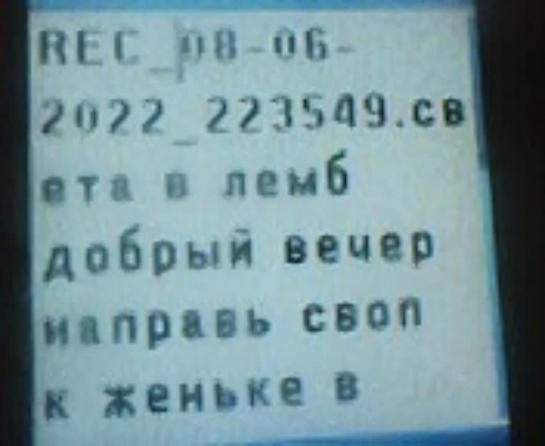 REC_08-06-
2022_223549.св
ета в лемб
добрый вечер
направь своп
к женьке в